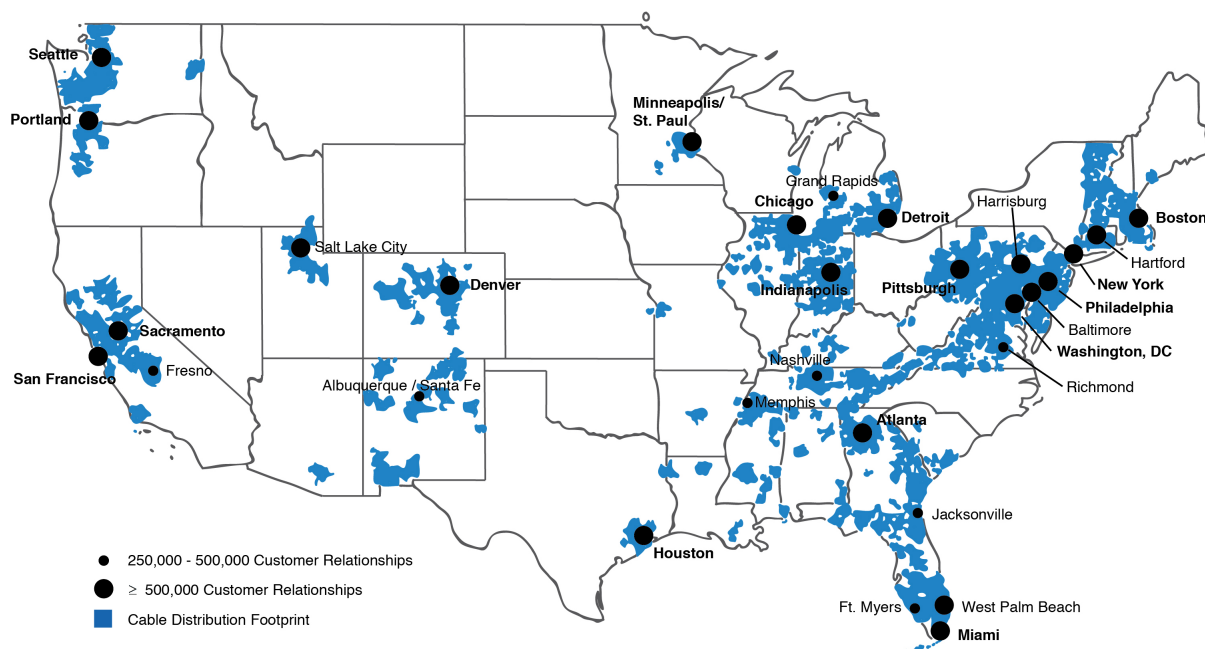 Seattle
Portland
Minneapolis/
St. Paul
Grand Rapids
Chicago
Detroit
Harrisburg
Boston
Hartford
New York
Salt Lake City
Denver
Indianapolis
Pittsburgh
Philadelphia
Baltimore
Washington, DC
Sacramento
San Francisco
Fresno
Nashville
Richmond
Albuquerque / Santa Fe
Memphis
Atlanta
Jacksonville
Houston
Ft. Myers
West Palm Beach
Miami
250,000 - 500,000 Customer Relationships
≥ 500,000 Customer Relationships
Cable Distribution Footprint